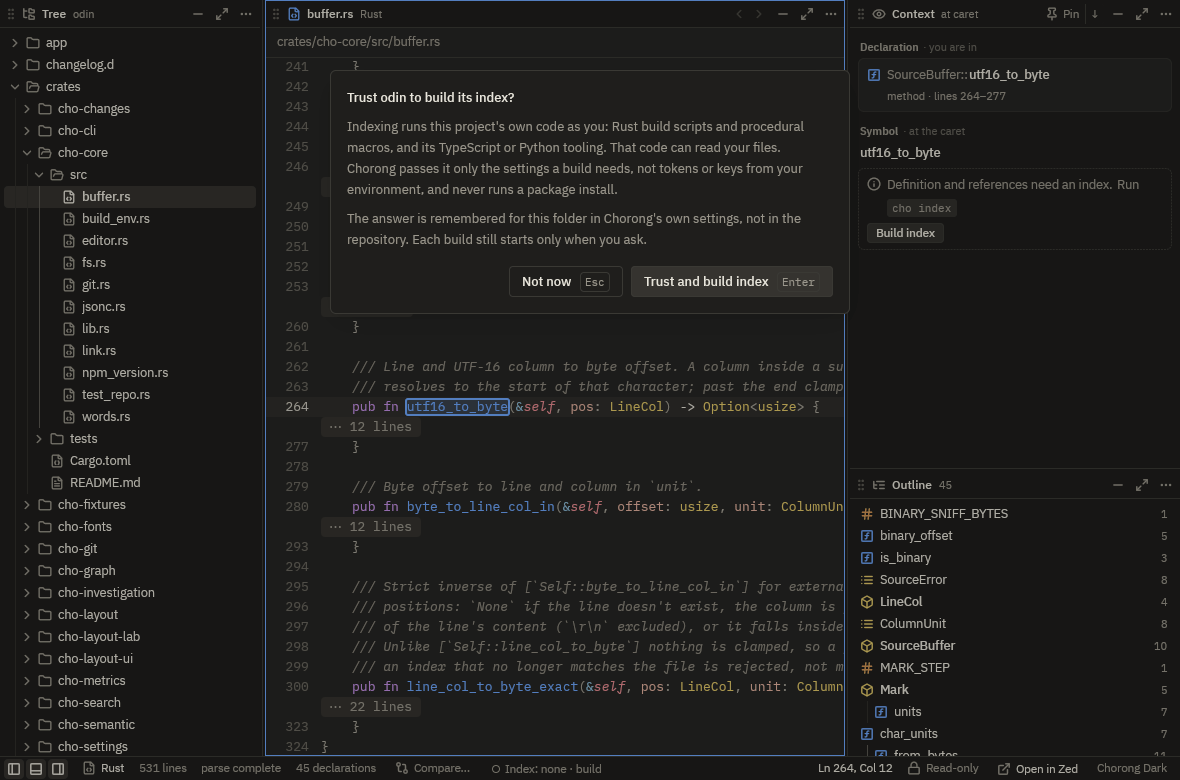 Tree odin
app
changelog.d
crates
cho-changes
cho-cli
cho-core
src
buffer.rs
build_env.rs
editor.rs
fs.rs
git.rs
jsonc.rs
lib.rs
link.rs
npm_version.rs
test_repo.rs
words.rs
tests
Cargo.toml
README.md
cho-fixtures
cho-fonts
cho-git
cho-graph
cho-investigation
cho-layout
cho-layout-lab
cho-layout-ui
cho-metrics
cho-search
cho-semantic
cho-settings
buffer.rs Rust
crates/cho-core/src/buffer.rs
241 }
242
243
244
245
246
249
250
251
252
253
Trust odin to build its index?
Indexing runs this project's own code as you: Rust build scripts and procedural
macros, and its TypeScript or Python tooling. That code can read your files.
Chorong passes it only the settings a build needs, not tokens or keys from your
environment, and never runs a package install.
The answer is remembered for this folder in Chorong's own settings, not in the
repository. Each build still starts only when you ask.
Not now Esc
Trust and build index Enter
260 }
261
262 /// Line and UTF-16 column to byte offset. A column inside a su
263 /// resolves to the start of that character; past the end clamp
264 pub fn utf16_to_byte(&self, pos: LineCol) -> Option<usize> {
··· 12 lines
277 }
278
279 /// Byte offset to line and column in `unit`.
280 pub fn byte_to_line_col_in(&self, offset: usize, unit: ColumnUn
··· 12 lines
293 }
294
295 /// Strict inverse of [`Self::byte_to_line_col_in`] for externa
296 /// positions: `None` if the line doesn't exist, the column is
297 /// of the line's content (`\r\n` excluded), or it falls inside
298 /// Unlike [`Self::line_col_to_byte`] nothing is clamped, so a
299 /// an index that no longer matches the file is rejected, not m
300 pub fn line_col_to_byte_exact(&self, pos: LineCol, unit: Column
··· 22 lines
323 }
324 }
Context at caret Pin
Declaration · you are in
SourceBuffer::utf16_to_byte
method · lines 264–277
Symbol · at the caret
utf16_to_byte
Definition and references need an index. Run
cho index
Build index
Outline 45
BINARY_SNIFF_BYTES 1
binary_offset 5
is_binary 3
SourceError 8
LineCol 4
ColumnUnit 8
SourceBuffer 10
MARK_STEP 1
Mark 5
units 7
char_units 7
from_bytes
Rust 531 lines parse complete 45 declarations Compare... Index: none · build Ln 264, Col 12 Read-only Open in Zed Chorong Dark